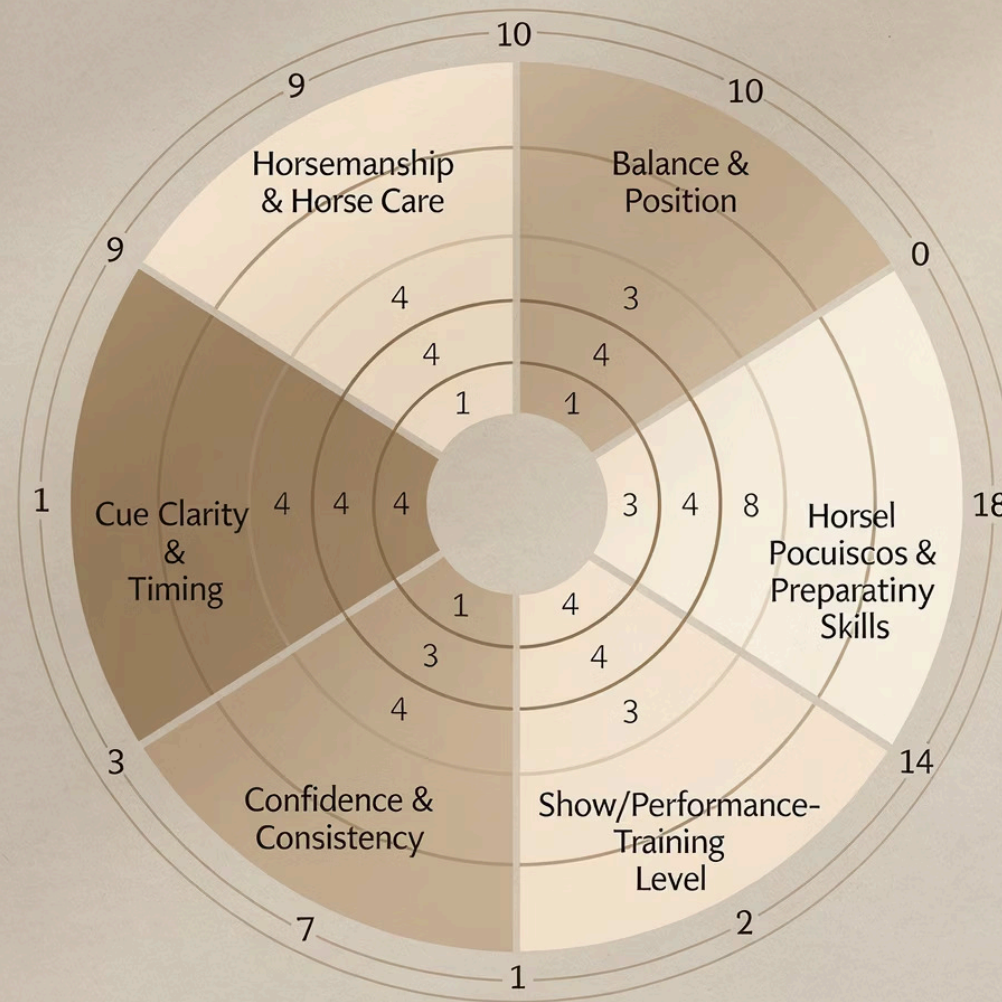 10
9
10
Horsemanship
& Horse Care
Balance &
Position
9
0
4
3
4
4
1
1
1
Cue Clarity
&
Timing
4
4
4
3
4
8
Horsel
Pocuiscos &
Preparatiny
Skills
18
1
4
3
4
4
3
3
14
Confidence &
Consistency
Show/Performance-
Training
Level
7
2
1